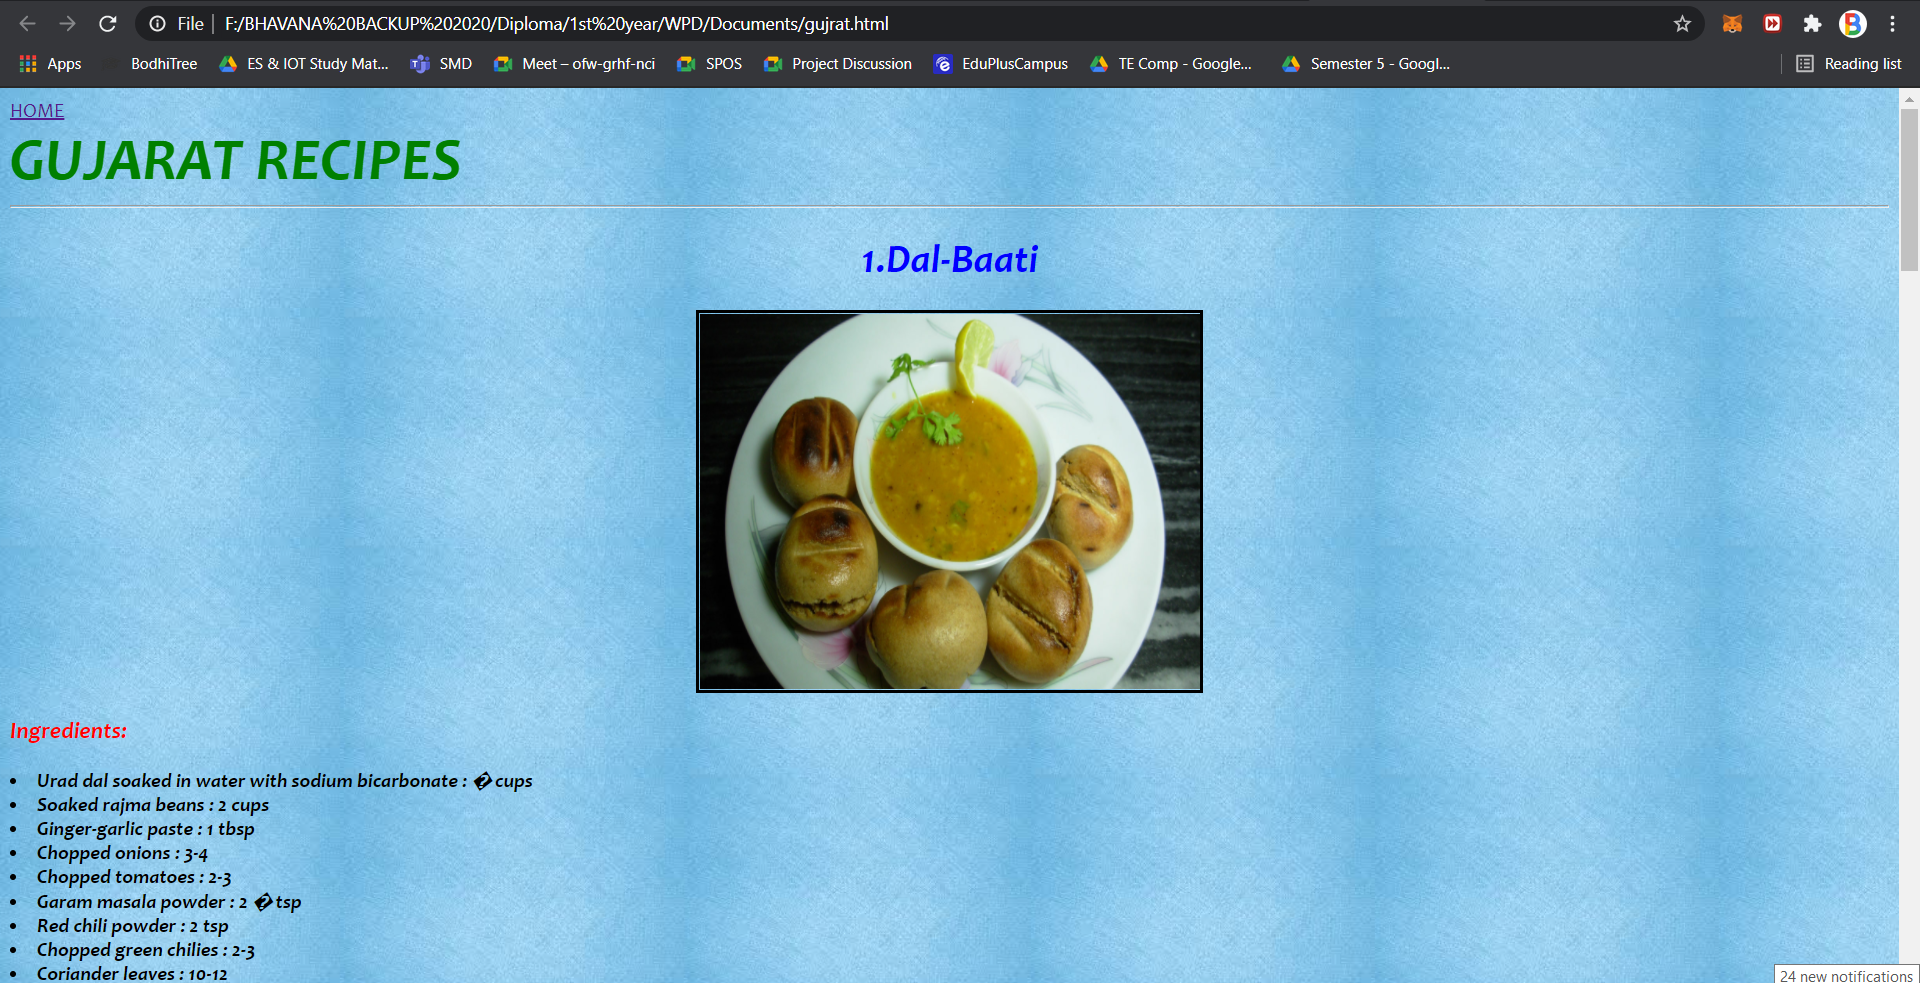 File | F:/BHAVANA%20BACKUP%202020/Diploma/1st%20year/WPD/Documents/gujrat.html
Apps BodhiTree ES & IOT Study Mat... SMD Meet – ofw-grhf-nci SPOS Project Discussion EduPlusCampus TE Comp - Google... Semester 5 - Googl... Reading list
HOME
GUJARAT RECIPES
1.Dal-Baati
Ingredients:
• Urad dal soaked in water with sodium bicarbonate : � cups
• Soaked rajma beans : 2 cups
• Ginger-garlic paste : 1 tbsp
• Chopped onions : 3-4
• Chopped tomatoes : 2-3
• Garam masala powder : 2 � tsp
• Red chili powder : 2 tsp
• Chopped green chilies : 2-3
• Coriander leaves : 10-12
24 new notifications